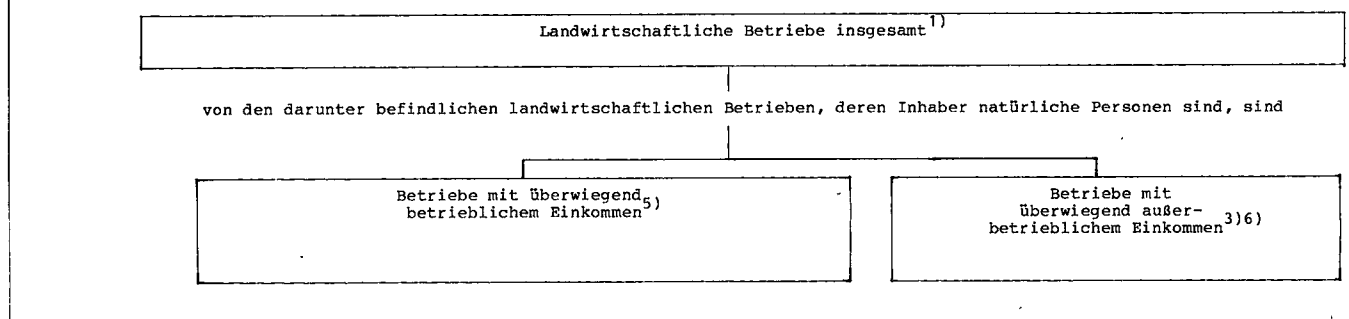 Landwirtschaftliche Betriebe insgesamt1)
von den darunter befindlichen landwirtschaftlichen Betrieben, deren Inhaber natürliche Personen sind, sind
Betriebe mit überwiegend
betrieblichem Einkommen5)
Betriebe mit
überwiegend außer-
betrieblichem Einkommen3)6)